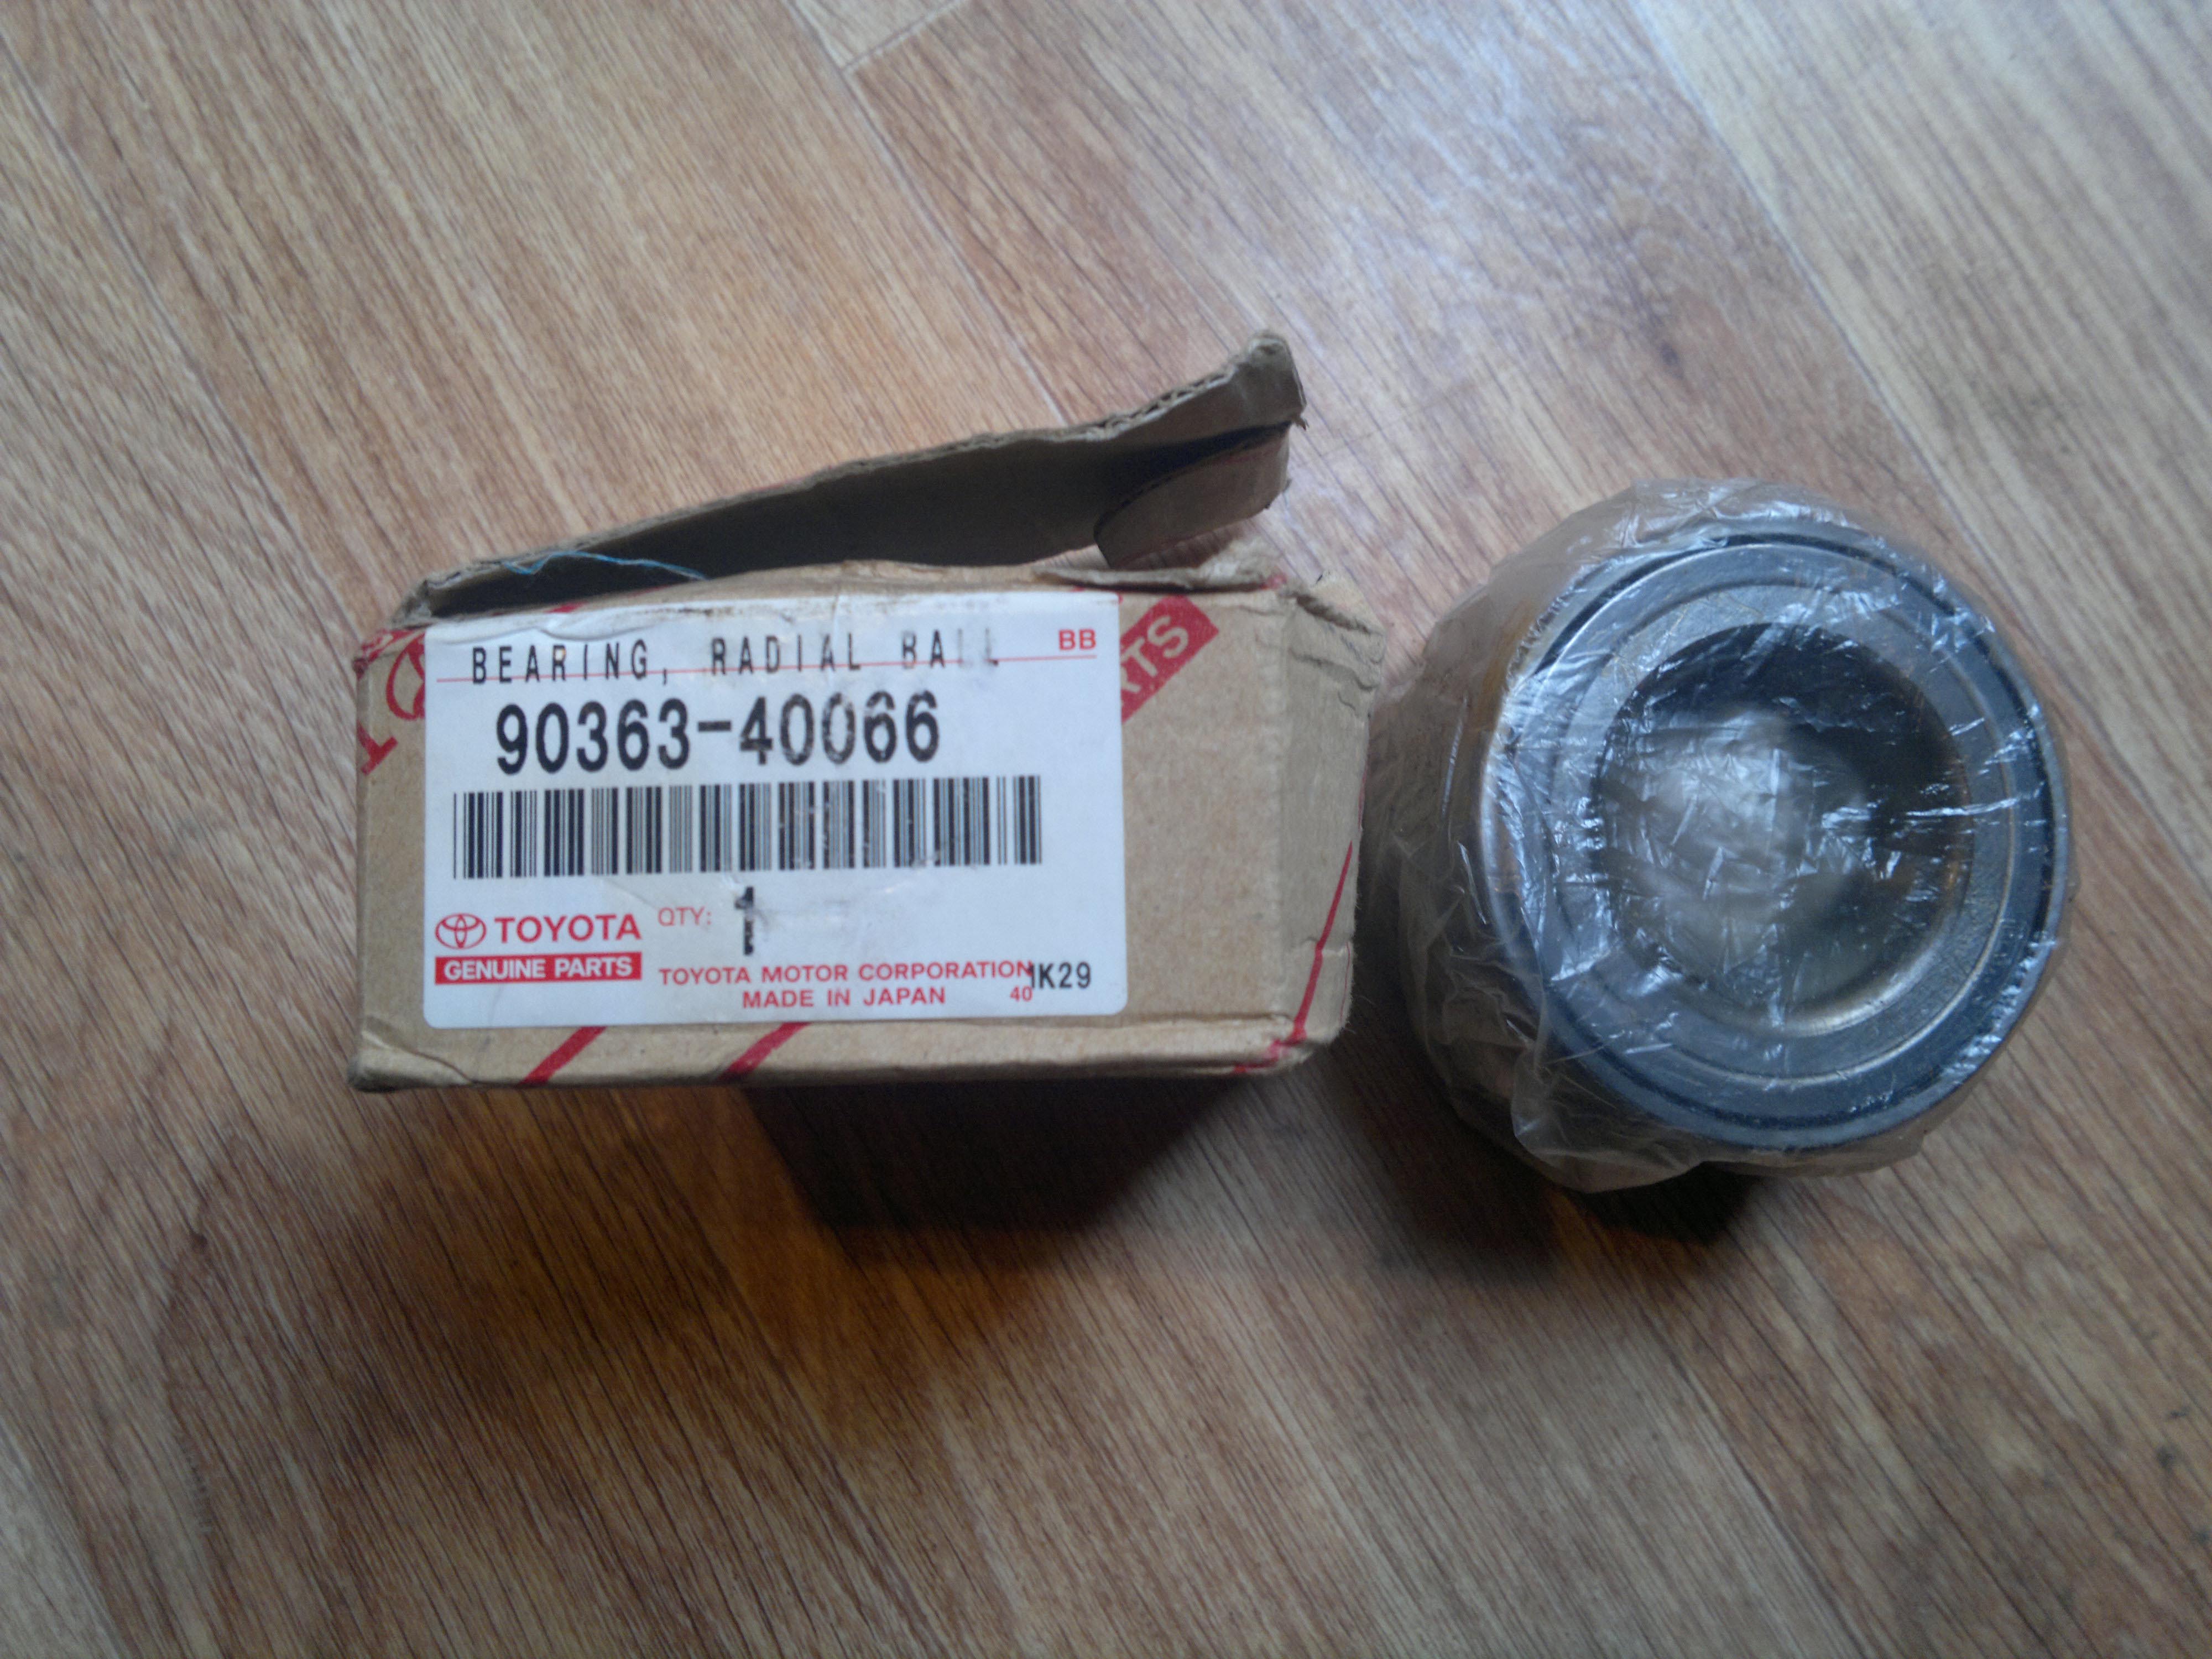 BEARING, RADIAL BALL BB
90363-40066
TOYOTA QTY: 1
GENUINE PARTS
TOYOTA MOTOR CORPORATION
MADE IN JAPAN 40 1K29